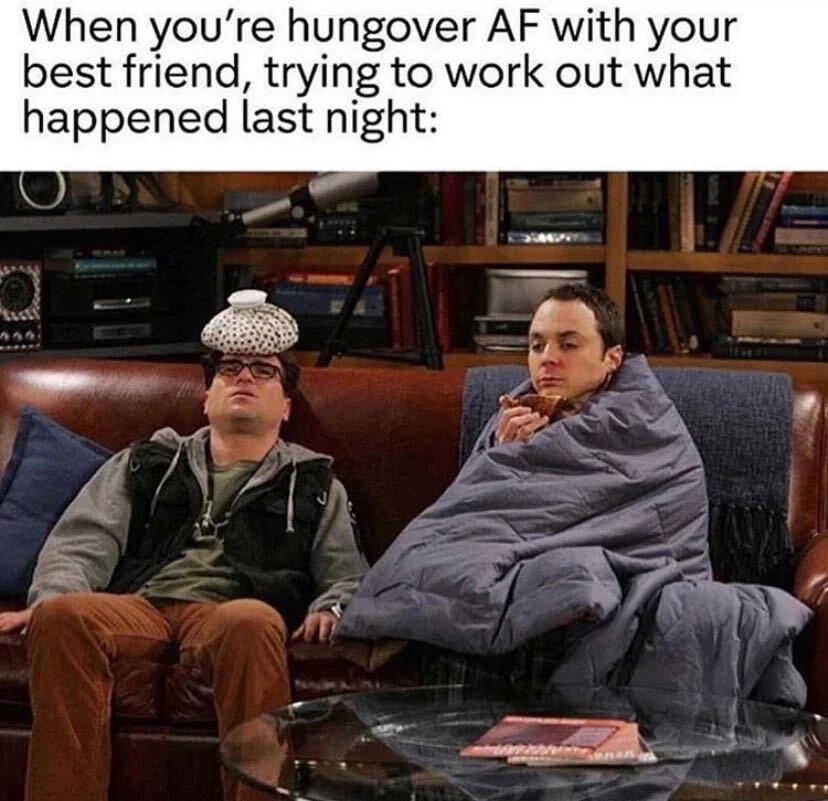 When you’re hungover AF with your
best friend, trying to work out what
happened last night: